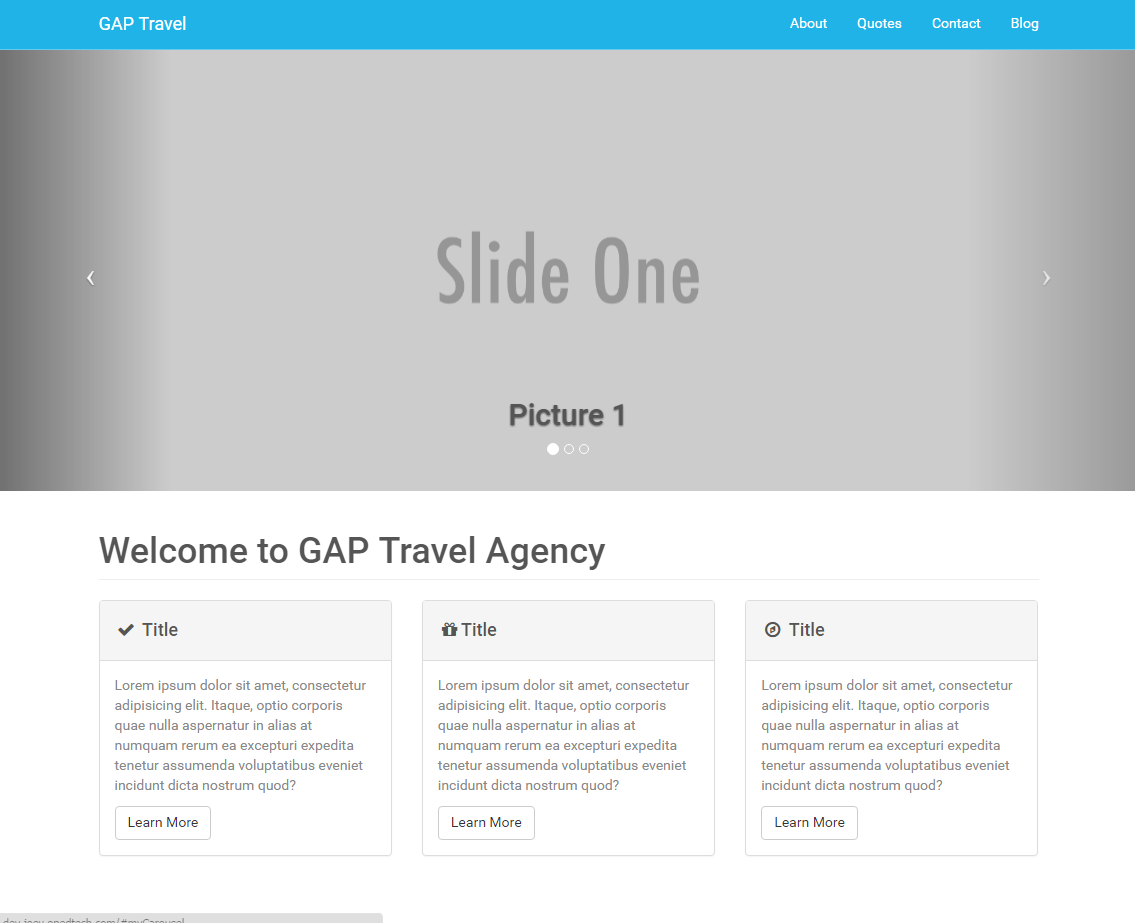 GAP Travel
About Quotes Contact Blog
Slide One
Picture 1
Welcome to GAP Travel Agency
Title
Lorem ipsum dolor sit amet, consectetur
adipisicing elit. Itaque, optio corporis
quae nulla aspernatur in alias at
numquam rerum ea excepturi expedita
tenetur assumenda voluptatibus eveniet
incidunt dicta nostrum quod?
Learn More
Title
Lorem ipsum dolor sit amet, consectetur
adipisicing elit. Itaque, optio corporis
quae nulla aspernatur in alias at
numquam rerum ea excepturi expedita
tenetur assumenda voluptatibus eveniet
incidunt dicta nostrum quod?
Learn More
Title
Lorem ipsum dolor sit amet, consectetur
adipisicing elit. Itaque, optio corporis
quae nulla aspernatur in alias at
numquam rerum ea excepturi expedita
tenetur assumenda voluptatibus eveniet
incidunt dicta nostrum quod?
Learn More